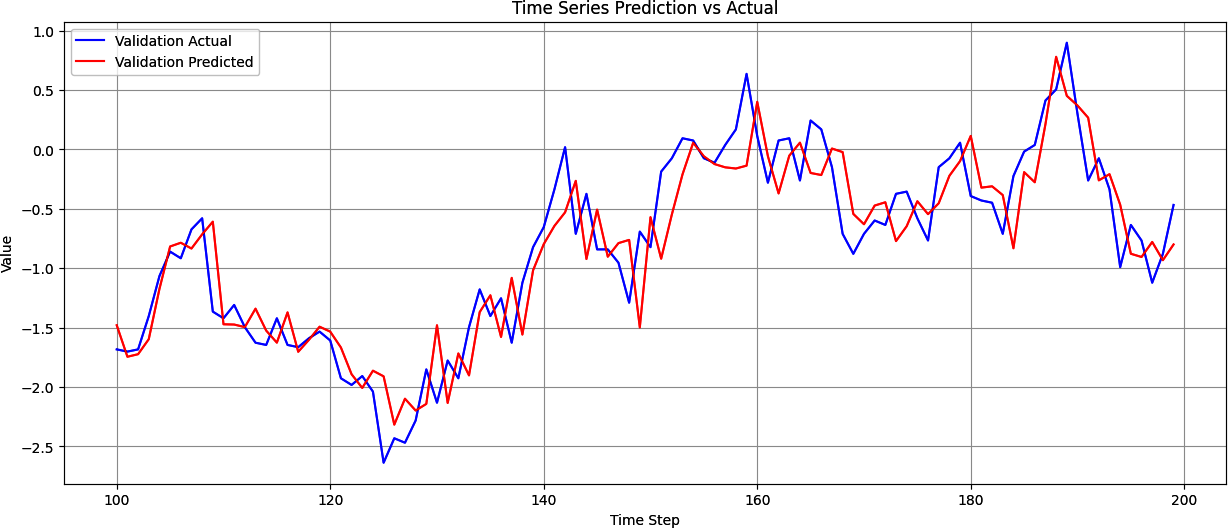 Time Series Prediction vs Actual
Validation Actual
Validation Predicted
1.0
0.5
0.0
−0.5
−1.0
−1.5
−2.0
−2.5
Value
100 120 140 160 180 200
Time Step